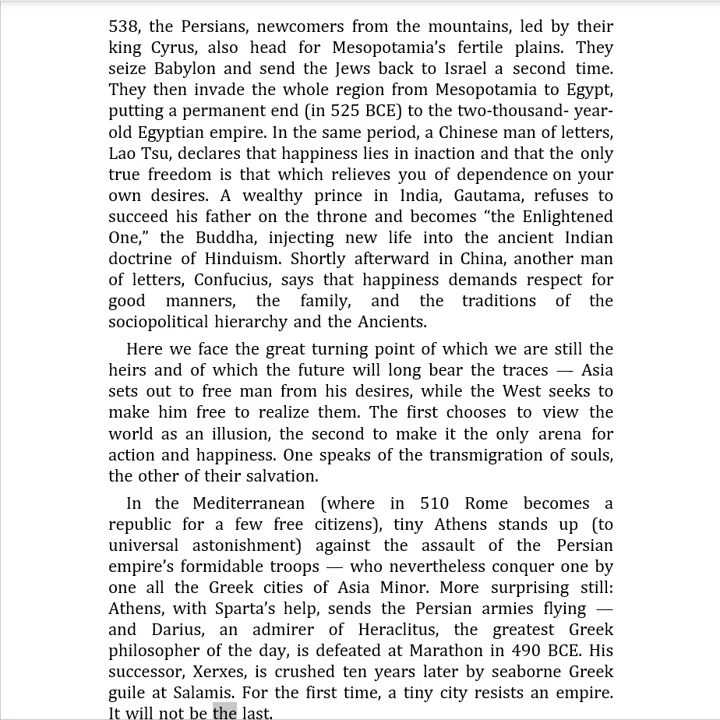 538, the Persians, newcomers from the mountains, led by their
king Cyrus, also head for Mesopotamia’s fertile plains. They
seize Babylon and send the Jews back to Israel a second time.
They then invade the whole region from Mesopotamia to Egypt,
putting a permanent end (in 525 BCE) to the two-thousand- year-
old Egyptian empire. In the same period, a Chinese man of letters,
Lao Tsu, declares that happiness lies in inaction and that the only
true freedom is that which relieves you of dependence on your
own desires. A wealthy prince in India, Gautama, refuses to
succeed his father on the throne and becomes “the Enlightened
One,” the Buddha, injecting new life into the ancient Indian
doctrine of Hinduism. Shortly afterward in China, another man
of letters, Confucius, says that happiness demands respect for
good manners, the family, and the traditions of the
sociopolitical hierarchy and the Ancients.
Here we face the great turning point of which we are still the
heirs and of which the future will long bear the traces — Asia
sets out to free man from his desires, while the West seeks to
make him free to realize them. The first chooses to view the
world as an illusion, the second to make it the only arena for
action and happiness. One speaks of the transmigration of souls,
the other of their salvation.
In the Mediterranean (where in 510 Rome becomes a
republic for a few free citizens), tiny Athens stands up (to
universal astonishment) against the assault of the Persian
empire’s formidable troops — who nevertheless conquer one by
one all the Greek cities of Asia Minor. More surprising still:
Athens, with Sparta’s help, sends the Persian armies flying —
and Darius, an admirer of Heraclitus, the greatest Greek
philosopher of the day, is defeated at Marathon in 490 BCE. His
successor, Xerxes, is crushed ten years later by seaborne Greek
guile at Salamis. For the first time, a tiny city resists an empire.
It will not be the last.